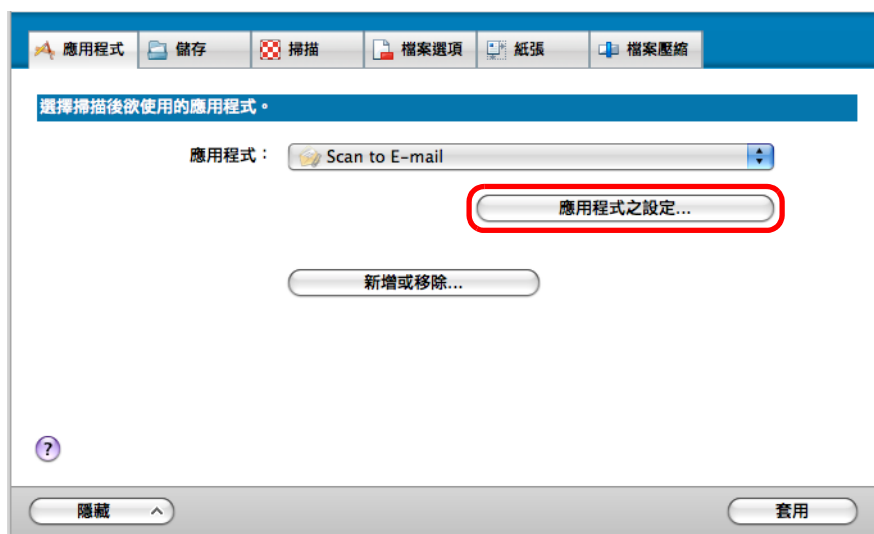 應用程式 儲存 掃描 檔案選項 紙張 檔案壓縮
選擇掃描後欲使用的應用程式。
應用程式： Scan to E-mail
應用程式之設定...
新增或移除...
?
隱藏 套用